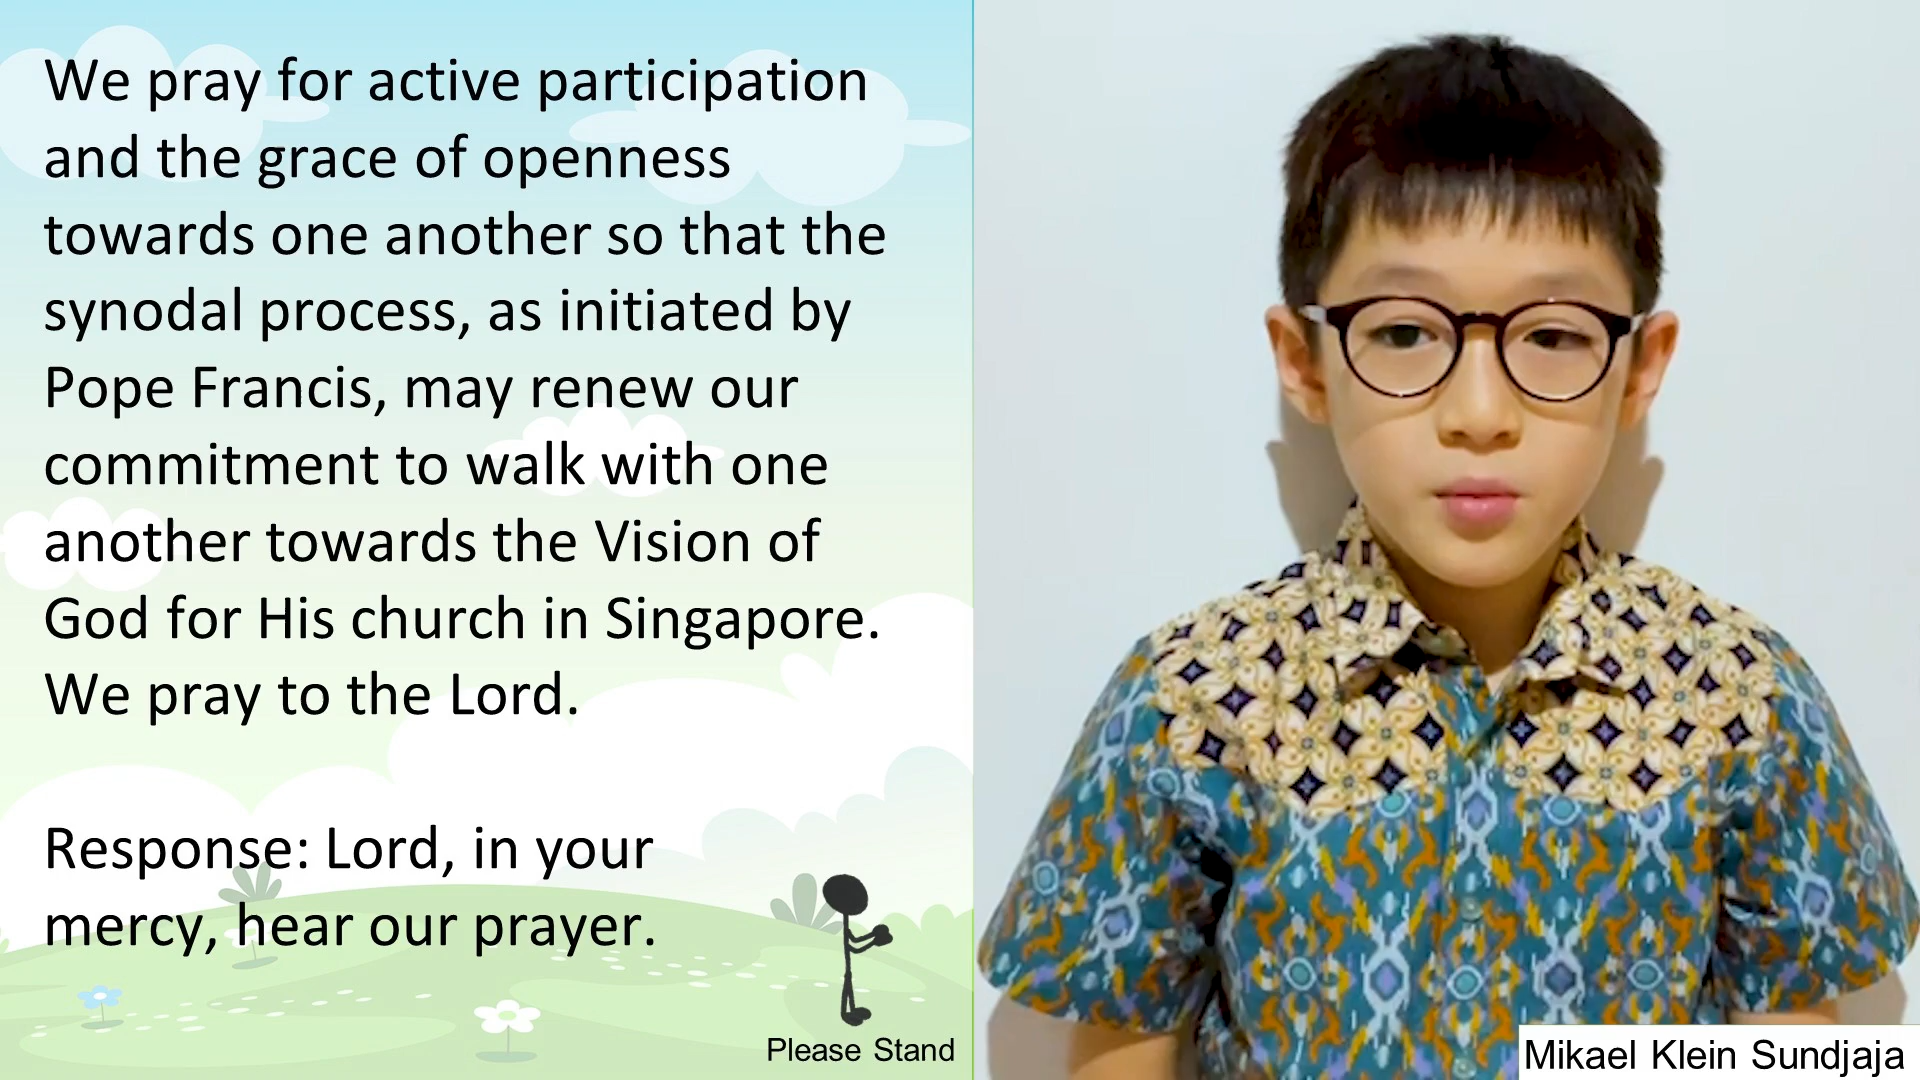 We pray for active participation
and the grace of openness
towards one another so that the
synodal process, as initiated by
Pope Francis, may renew our
commitment to walk with one
another towards the Vision of
God for His church in Singapore.
We pray to the Lord.
Response: Lord, in your
mercy, hear our prayer.
Please Stand
Mikael Klein Sundjaja